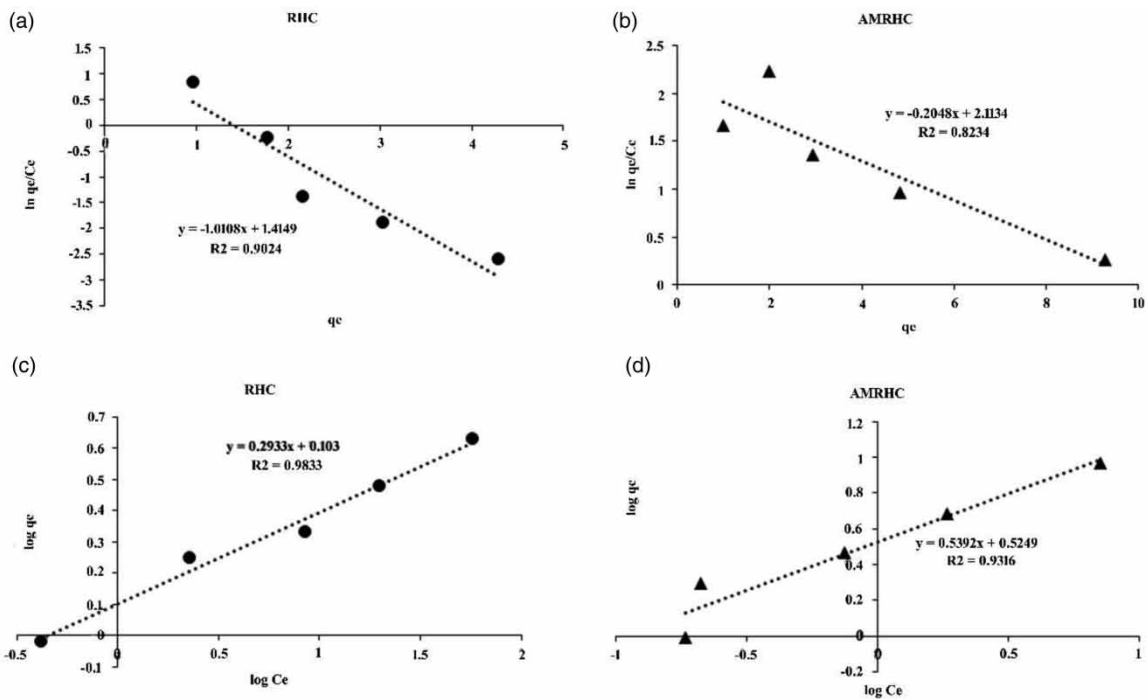 (a)
RHC
1.5
1
0.5
0
-0.5
-1
-1.5
-2
-2.5
-3
-3.5
0 1 2 3 4 5
ln qe/Ce
qe
y = -1.0108x + 1.4149
R2 = 0.9024
(b)
AMRHC
2.5
2
1.5
1
0.5
0
0 2 4 6 8 10
ln qe/Ce
qe
y = -0.2048x + 2.1134
R2 = 0.8234
(c)
RHC
0.7
0.6
0.5
0.4
0.3
0.2
0.1
0
-0.1
-0.5 0 0.5 1 1.5 2
log qe
log Ce
y = 0.2933x + 0.103
R2 = 0.9833
(d)
AMRHC
1.2
1
0.8
0.6
0.4
0.2
0
-0.2
-1 -0.5 0 0.5 1
log qe
log Ce
y = 0.5392x + 0.5249
R2 = 0.9316